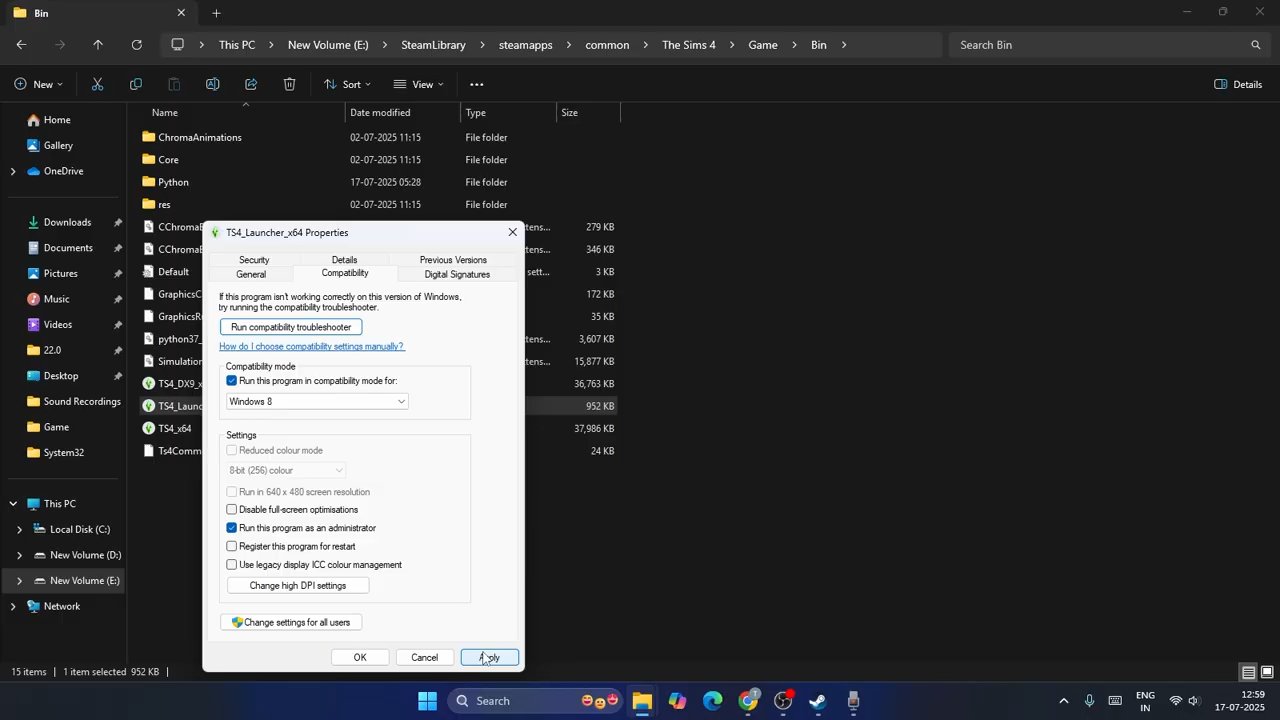 Bin
This PC
New Volume (E:)
SteamLibrary
steamapps
common
The Sims 4
Game
Bin
Search Bin
New
Sort
View
Details
Name
Date modified
Type
Size
Home
Gallery
OneDrive
Downloads
Documents
Pictures
Music
Videos
22.0
Desktop
Sound Recordings
Game
System32
This PC
Local Disk (C:)
New Volume (D:)
New Volume (E:)
Network
ChromaAnimations 02-07-2025 11:15 File folder
Core 02-07-2025 11:15 File folder
Python 17-07-2025 05:28 File folder
res 02-07-2025 11:15 File folder
CChromaE tens... 279 KB
CChromaE tens... 346 KB
Default sett... 3 KB
GraphicsC 172 KB
GraphicsR 35 KB
python37_ tens... 3,607 KB
Simulation tens... 15,877 KB
TS4_DX9_x 36,763 KB
TS4_Launc 952 KB
TS4_x64 37,986 KB
Ts4Comm 24 KB
TS4_Launcher_x64 Properties
Security
Details
Previous Versions
General
Compatibility
Digital Signatures
If this program isn't working correctly on this version of Windows,
try running the compatibility troubleshooter.
Run compatibility troubleshooter
How do I choose compatibility settings manually?
Compatibility mode
Run this program in compatibility mode for:
Windows 8
Settings
Reduced colour mode
8-bit (256) colour
Run in 640 x 480 screen resolution
Disable full-screen optimisations
Run this program as an administrator
Register this program for restart
Use legacy display ICC colour management
Change high DPI settings
Change settings for all users
OK
Cancel
Apply
15 items
1 item selected 952 KB
Search
ENG
IN
12:59
17-07-2025